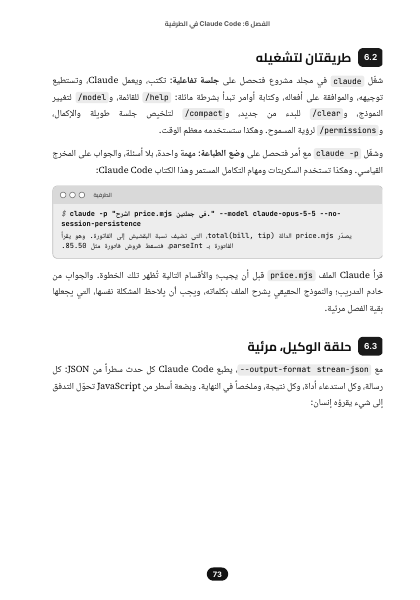 الفصل 6: Claude Code في الطرفية
6.2 طريقتان لتشغيله
شغّل claude في مجلد مشروع فتحصل على جلسة تفاعلية: تكتب، ويعمل Claude، وتستطيع
توجيهه، والموافقة على أفعاله، وكتابة أوامر تبدأ بشرطة مائلة: /help للقائمة، و /model لتغيير
النموذج، و /clear للبدء من جديد، و /compact لتلخيص جلسة طويلة والإكمال،
و /permissions لرؤية المسموح. وهكذا ستستخدمه معظم الوقت.
وشغّل claude -p مع أمر فتحصل على وضع الطباعة: مهمة واحدة، بلا أسئلة، والجواب على المخرج
القياسي. وهكذا تستخدم السكربتات ومهام التكامل المستمر وهذا الكتاب Claude Code:
الطرفية
$ claude -p "اشرح price.mjs في جملتين." --model claude-opus-5-5 --no-
session-persistence
يصدّر price.mjs الدالة total(bill, tip)، التي تضيف نسبة البقشيش إلى الفاتورة. وهو يقرأ
الفاتورة بـ parseInt، فتسقط قروش فاتورة مثل 85.50.
قرأ Claude الملف price.mjs قبل أن يجيب؛ والأقسام التالية تُظهر تلك الخطوة. والجواب من
خادم التدريب؛ والنموذج الحقيقي يشرح الملف بكلماته، ويجب أن يلاحظ المشكلة نفسها، التي يجعلها
بقية الفصل مرئية.
6.3 حلقة الوكيل، مرئية
مع --output-format stream-json، يطبع Claude Code كل حدث سطراً من JSON: كل
رسالة، وكل استدعاء أداة، وكل نتيجة، وملخصاً في النهاية. وبضعة أسطر من JavaScript تحوّل التدفق
إلى شيء يقرؤه إنسان:
73